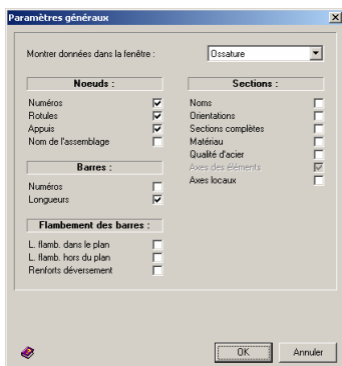 Paramètres généraux
Montrer données dans la fenêtre :
Ossature
Noeuds :
Numéros
Rotules
Appuis
Nom de l'assemblage
Barres :
Numéros
Longueurs
Flambement des barres :
L. flamb. dans le plan
L. flamb. hors du plan
Renforts déversement
Sections :
Noms
Orientations
Sections complètes
Matériau
Qualité d'acier
Axes des éléments
Axes locaux
OK
Annuler